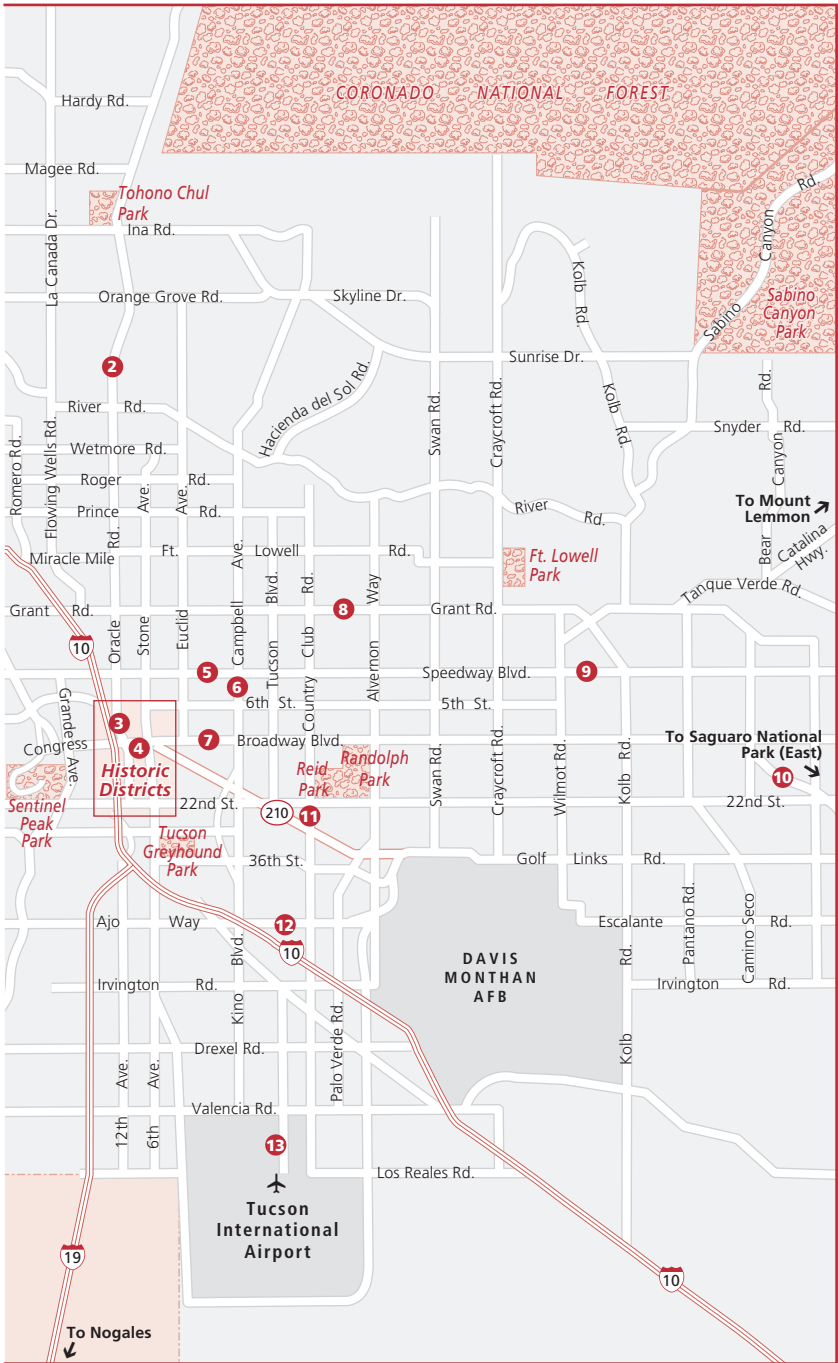 CORONADO NATIONAL FOREST
Hardy Rd.
Magee Rd.
Tohono Chul
Park
La Canada Dr.
Ina Rd.
Sabino Canyon Rd.
Orange Grove Rd.
Skyline Dr.
Kolb Rd.
Sabino
Canyon
Park
Sunrise Dr.
2
Hacienda del Sol Rd.
Swan Rd.
Craycroft Rd.
Kolb Rd.
River Rd.
Snyder Rd.
Bear Canyon Rd.
Romero Rd.
Flowing Wells Rd.
Wetmore Rd.
Roger Rd.
Prince Rd.
River Rd.
To Mount
Lemmon
Catalina
Hwy.
Miracle Mile
Ft. Lowell Rd.
Ft. Lowell
Park
Tanque Verde Rd.
Grant Rd.
8
Grant Rd.
10
Oracle Rd.
Stone Ave.
Euclid Ave.
Campbell Ave.
Tucson Blvd.
Country Club Rd.
Alvernon Way
5
Speedway Blvd.
9
6
6th St.
5th St.
Grande Ave.
3
4
Congress
7
Broadway Blvd.
Historic
Districts
Reid
Park
Randolph
Park
Swan Rd.
Craycroft Rd.
Wilmot Rd.
Kolb Rd.
To Saguaro National
Park (East)
10
Sentinel
Peak
Park
22nd St.
210
11
22nd St.
Tucson
Greyhound
Park
36th St.
Golf Links Rd.
Ajo Way
12
10
Escalante Rd.
Pantano Rd.
Camino Seco
DAVIS
MONTHAN
AFB
Kino Blvd.
Irvington Rd.
Irvington Rd.
Palo Verde Rd.
Kolb Rd.
Drexel Rd.
12th Ave.
6th Ave.
Valencia Rd.
13
Los Reales Rd.
Tucson
International
Airport
19
10
To Nogales